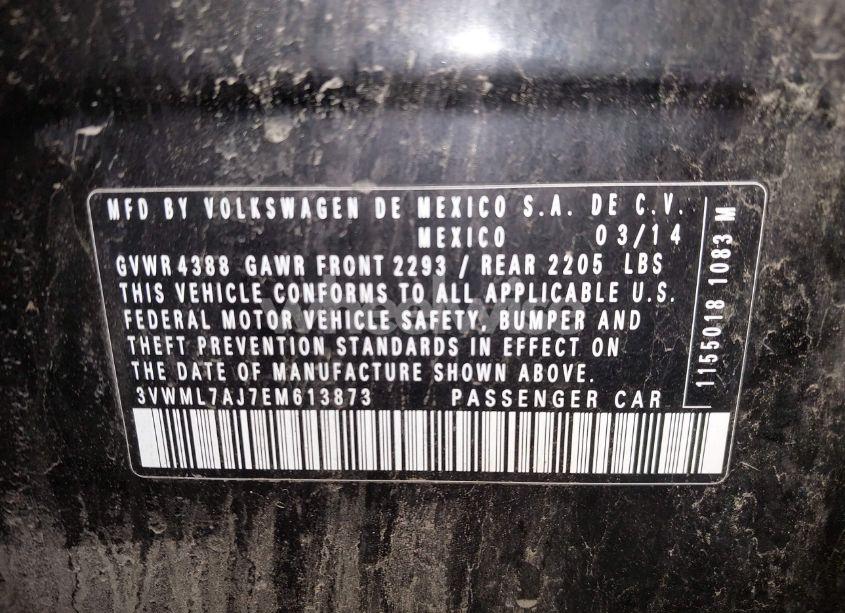 MFD BY VOLKSWAGEN DE MEXICO S.A. DE C.V.
MEXICO 03/14
GVWR 4388 GAWR FRONT 2293 / REAR 2205 LBS
THIS VEHICLE CONFORMS TO ALL APPLICABLE U.S.
FEDERAL MOTOR VEHICLE SAFETY, BUMPER AND
THEFT PREVENTION STANDARDS IN EFFECT ON
THE DATE OF MANUFACTURE SHOWN ABOVE.
3VWML7AJ7EM613873 PASSENGER CAR
1155018 1083 M